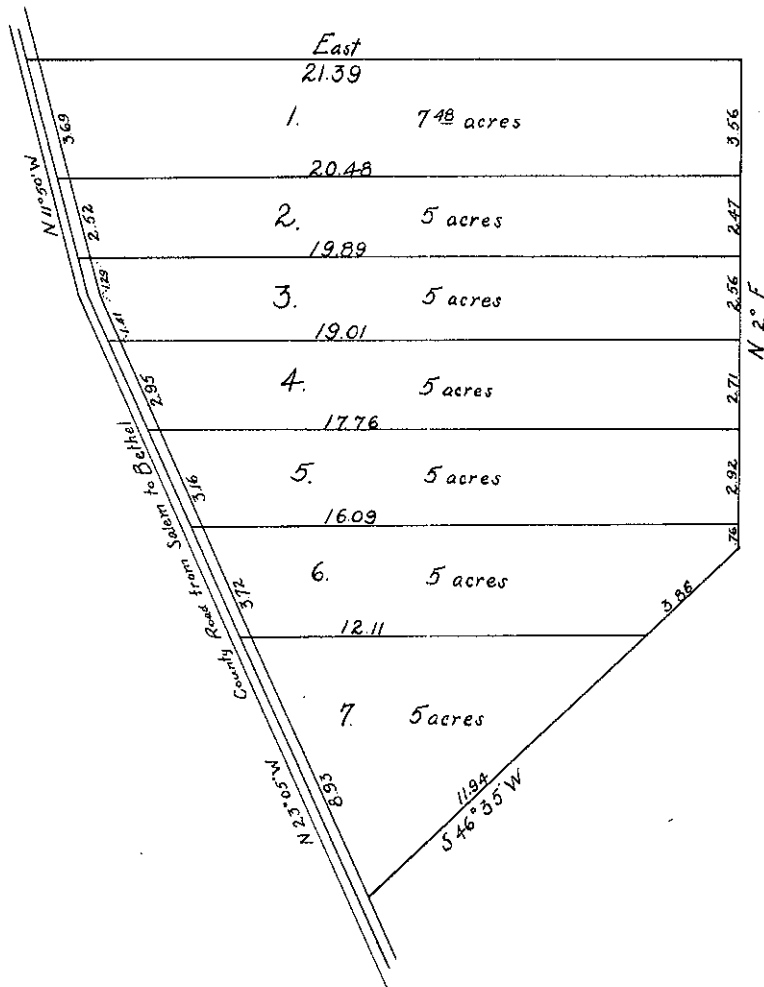 East
21.39
1. 7 48 acres
3.69
3.56
20.48
N 11°50'W
2. 5 acres
2.52
2.47
19.89
1.29
3. 5 acres
2.56
1.41
19.01
N 2° E
4. 5 acres
2.95
2.71
17.76
5. 5 acres
3.16
2.92
16.09
.76
6. 5 acres
3.72
3.86
12.11
County Road from Salem to Bethel
7. 5 acres
8.93
N 23°05'W
11.94
S 46°35'W